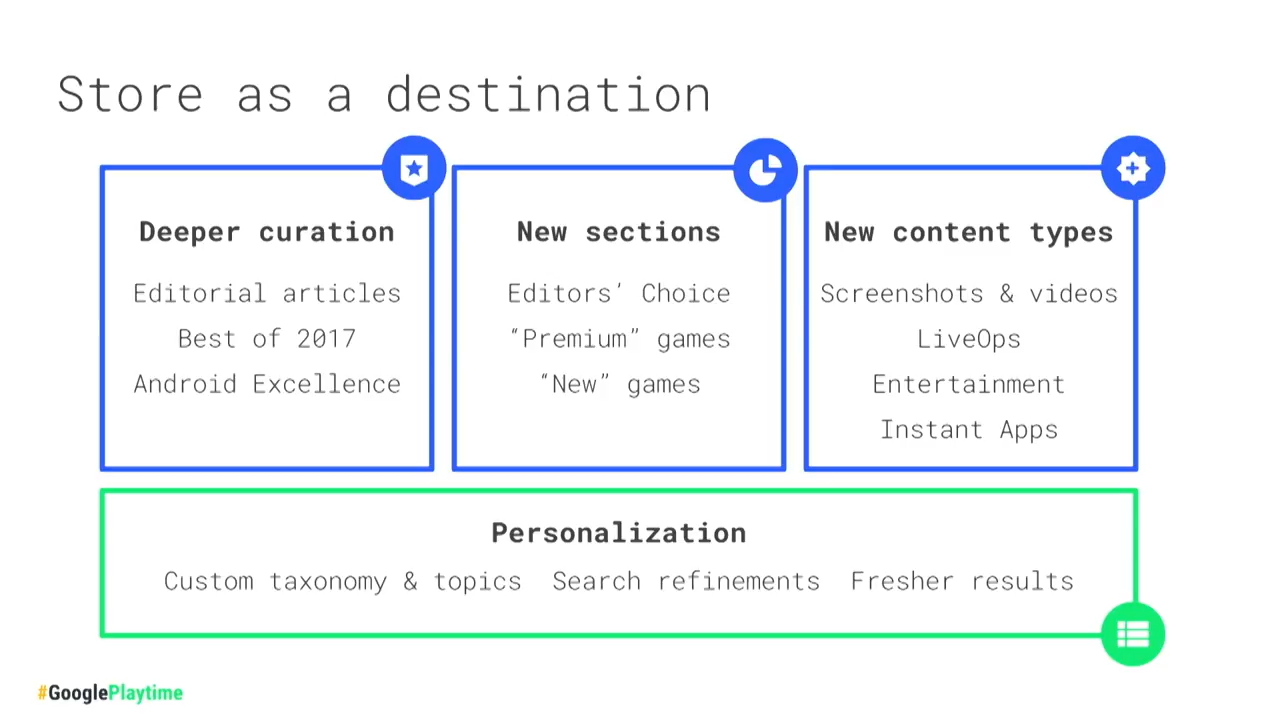 Store as a destination
Deeper curation
Editorial articles
Best of 2017
Android Excellence
New sections
Editors’ Choice
“Premium” games
“New” games
New content types
Screenshots & videos
LiveOps
Entertainment
Instant Apps
Personalization
Custom taxonomy & topics Search refinements Fresher results
#GooglePlaytime